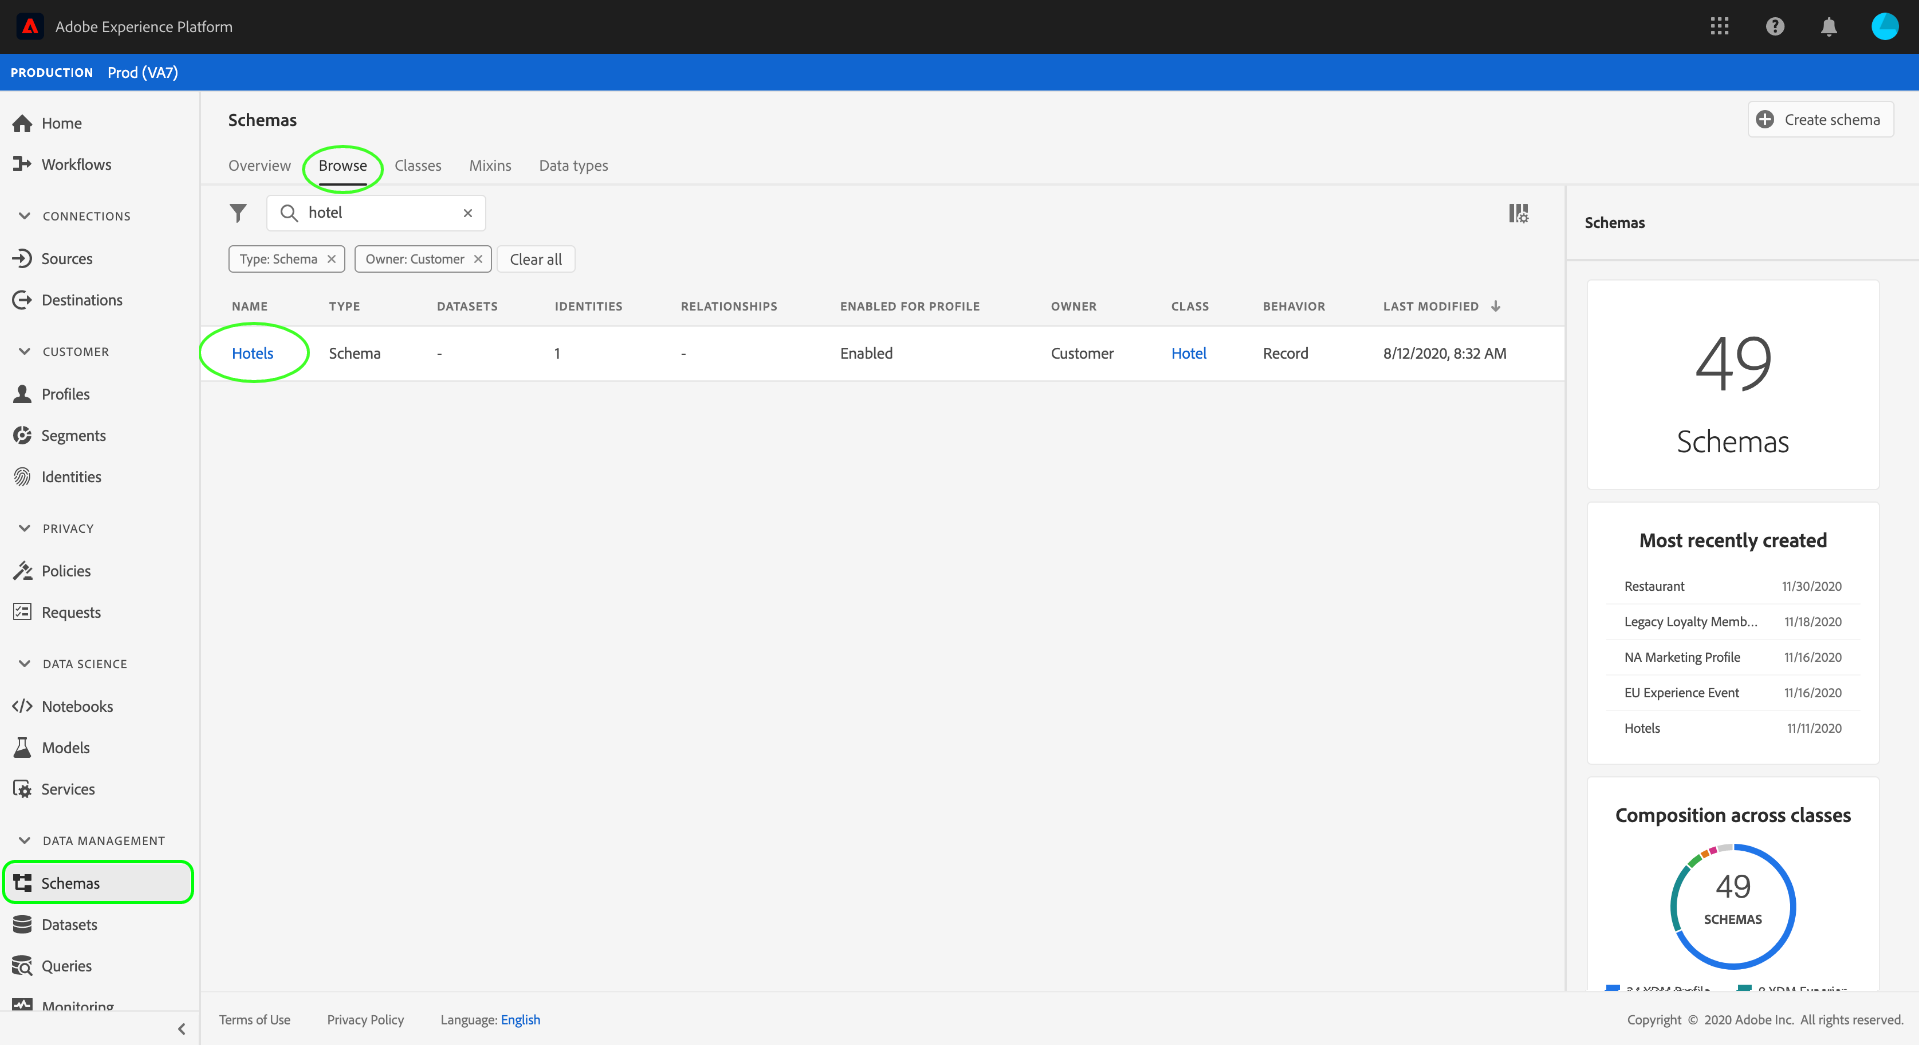 Adobe Experience Platform
PRODUCTION Prod (VA7)
Home
Workflows
CONNECTIONS
Sources
Destinations
CUSTOMER
Profiles
Segments
Identities
PRIVACY
Policies
Requests
DATA SCIENCE
Notebooks
Models
Services
DATA MANAGEMENT
Schemas
Datasets
Queries
Monitoring
Schemas
Create schema
Overview Browse Classes Mixins Data types
hotel
Type: Schema Owner: Customer Clear all
NAME TYPE DATASETS IDENTITIES RELATIONSHIPS ENABLED FOR PROFILE OWNER CLASS BEHAVIOR LAST MODIFIED
Hotels Schema - 1 - Enabled Customer Hotel Record 8/12/2020, 8:32 AM
Schemas
49
Schemas
Most recently created
Restaurant 11/30/2020
Legacy Loyalty Memb... 11/18/2020
NA Marketing Profile 11/16/2020
EU Experience Event 11/16/2020
Hotels 11/11/2020
Composition across classes
49
SCHEMAS
Terms of Use Privacy Policy Language: English
Copyright © 2020 Adobe Inc. All rights reserved.